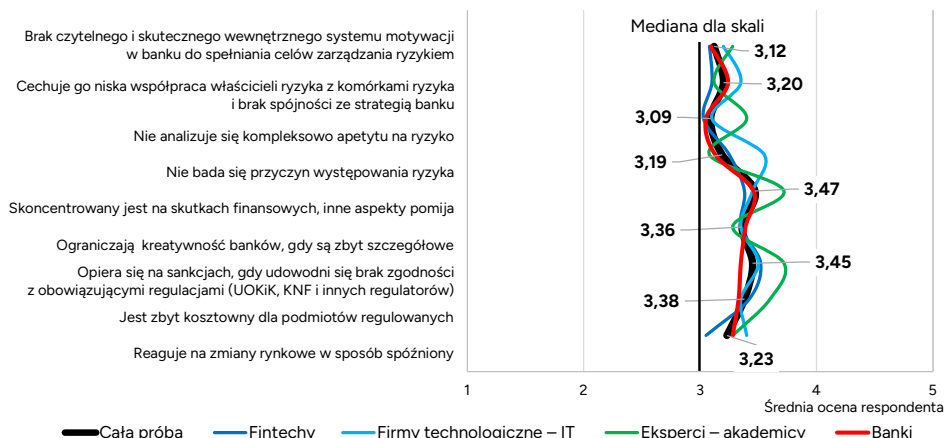 Mediana dla skali
Brak czytelnego i skutecznego wewnętrznego systemu motywacji
w banku do spełniania celów zarządzania ryzykiem
3,12
Cechuje go niska współpraca właścicieli ryzyka z komórkami ryzyka
i brak spójności ze strategią banku
3,20
Nie analizuje się kompleksowo apetytu na ryzyko
3,09
Nie bada się przyczyn występowania ryzyka
3,19
Skoncentrowany jest na skutkach finansowych, inne aspekty pomija
3,47
Ograniczają kreatywność banków, gdy są zbyt szczegółowe
3,36
Opiera się na sankcjach, gdy udowodni się brak zgodności
z obowiązującymi regulacjami (UOKiK, KNF i innych regulatorów)
3,45
Jest zbyt kosztowny dla podmiotów regulowanych
3,38
Reaguje na zmiany rynkowe w sposób spóźniony
3,23
1 2 3 4 5
Średnia ocena respondenta
Cała próba Fintechy Firmy technologiczne – IT Eksperci – akademicy Banki